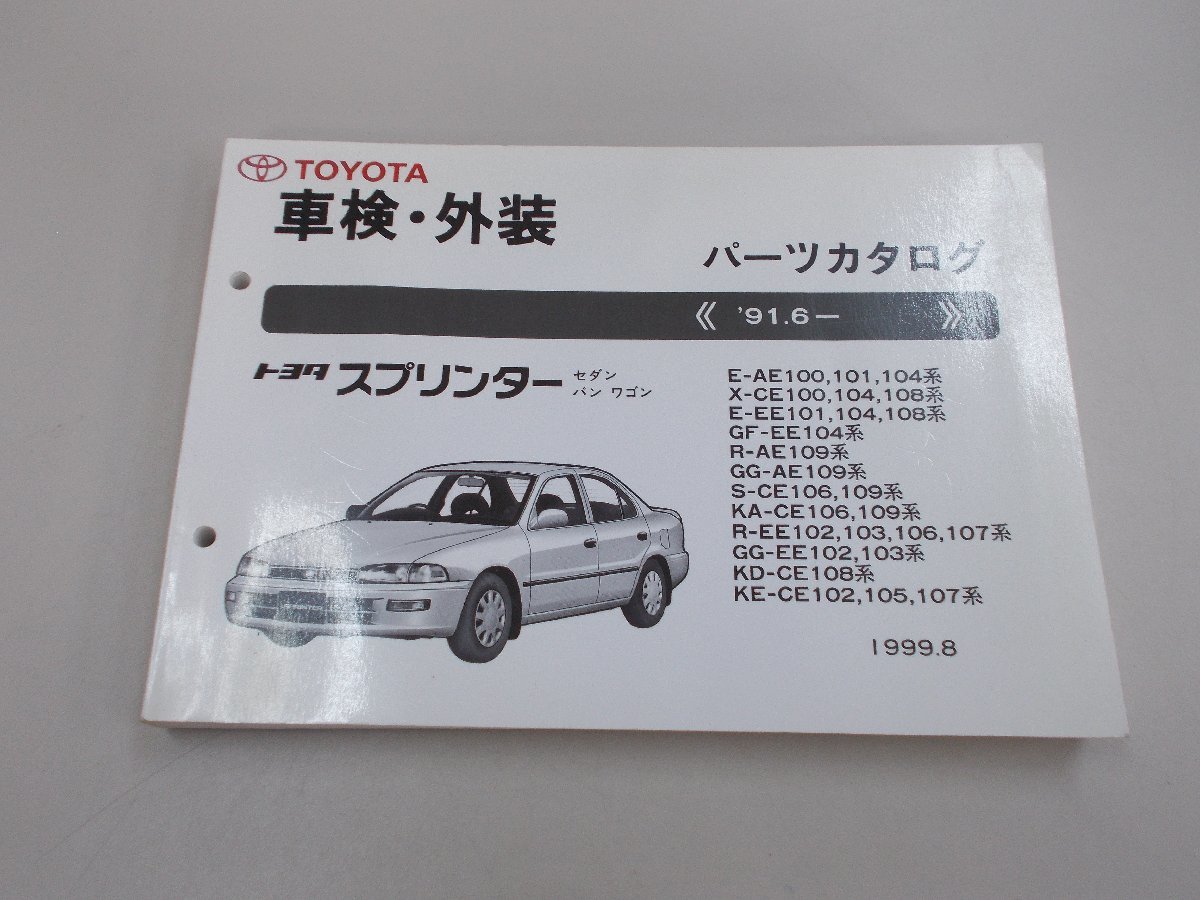 TOYOTA
車検・外装
パーツカタログ
《 '91.6— 》
トヨタ スプリンター セダン
バン ワゴン
E-AE100,101,104系
X-CE100,104,108系
E-EE101,104,108系
GF-EE104系
R-AE109系
GG-AE109系
S-CE106,109系
KA-CE106,109系
R-EE102,103,106,107系
GG-EE102,103系
KD-CE108系
KE-CE102,105,107系
1999.8